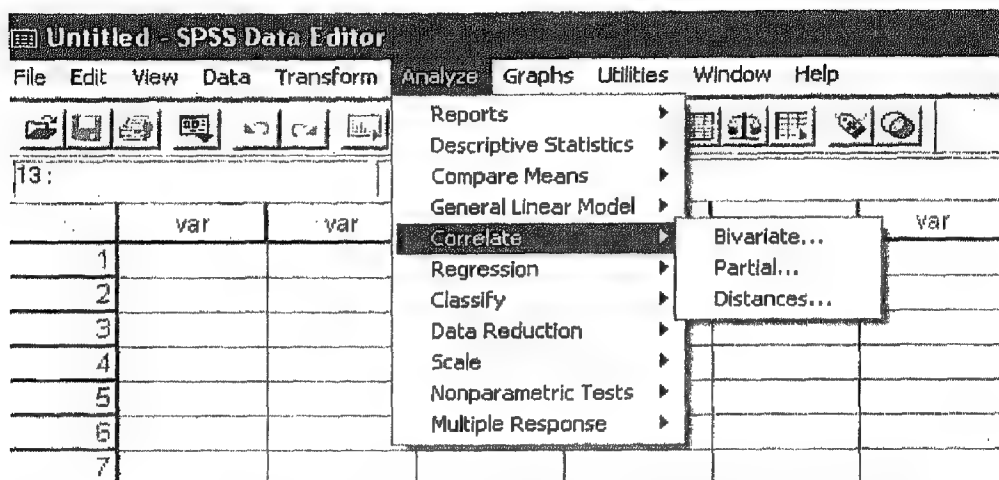 Untitled - SPSS Data Editor
File Edit View Data Transform Analyze Graphs Utilities Window Help
13 :
Reports
Descriptive Statistics
Compare Means
General Linear Model
Correlate
Regression
Classify
Data Reduction
Scale
Nonparametric Tests
Multiple Response
Bivariate...
Partial...
Distances...
var var var
1
2
3
4
5
6
7